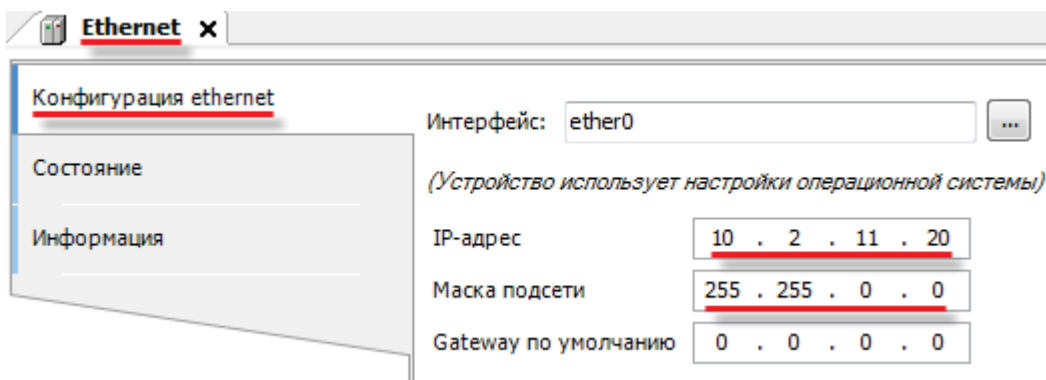 Ethernet x
Конфигурация ethernet
Состояние
Информация
Интерфейс: ether0 ...
(Устройство использует настройки операционной системы)
IP-адрес 10 . 2 . 11 . 20
Маска подсети 255 . 255 . 0 . 0
Gateway по умолчанию 0 . 0 . 0 . 0